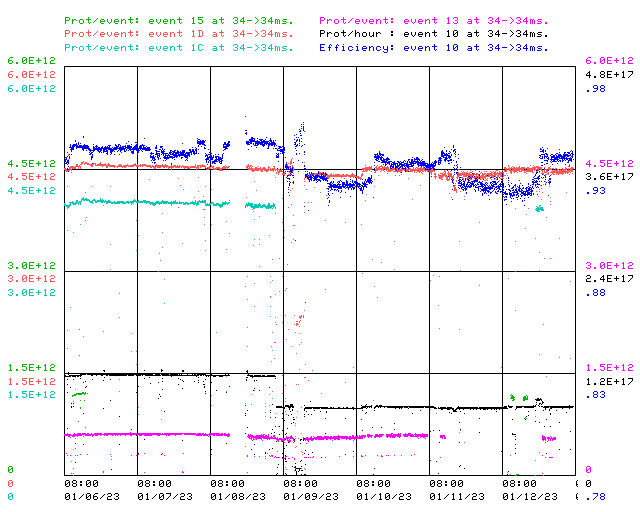 Prot/event: event 15 at 34->34ms. Prot/event: event 13 at 34->34ms.
Prot/event: event 1D at 34->34ms. Prot/hour : event 10 at 34->34ms.
Prot/event: event 1C at 34->34ms. Efficiency: event 10 at 34->34ms.
6.0E+12 6.0E+12
6.0E+12 4.8E+17
6.0E+12 .98
4.5E+12 4.5E+12
4.5E+12 3.6E+17
4.5E+12 .93
3.0E+12 3.0E+12
3.0E+12 2.4E+17
3.0E+12 .88
1.5E+12 1.5E+12
1.5E+12 1.2E+17
1.5E+12 .83
0 0
0 08:00 08:00 08:00 08:00 08:00 08:00 08:00 0
0 01/06/23 01/07/23 01/08/23 01/09/23 01/10/23 01/11/23 01/12/23 .78